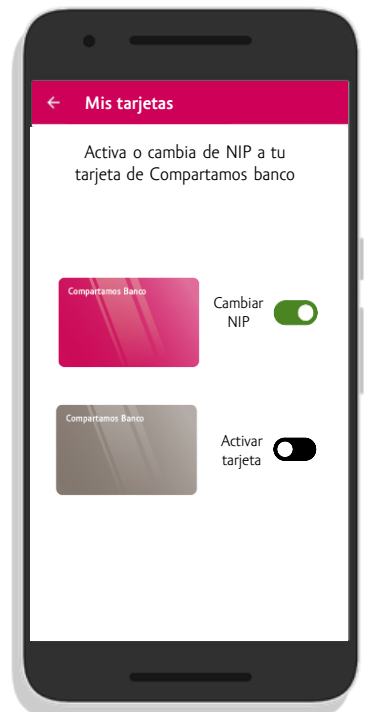 Mis tarjetas
Activa o cambia de NIP a tu
tarjeta de Compartamos banco
Compartamos Banco
Cambiar
NIP
Compartamos Banco
Activar
tarjeta